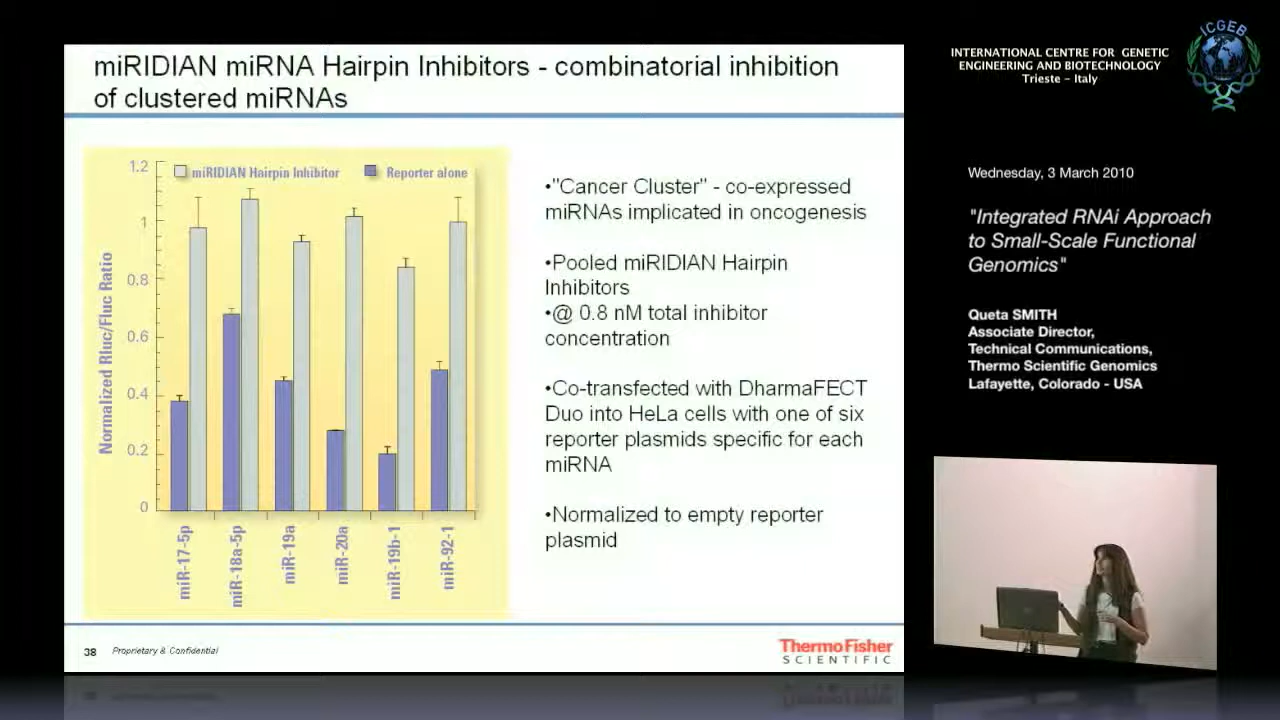 miRIDIAN miRNA Hairpin Inhibitors - combinatorial inhibition
of clustered miRNAs
miRIDIAN Hairpin Inhibitor
Reporter alone
Normalized Rluc/Fluc Ratio
1.2
1
0.8
0.6
0.4
0.2
0
miR-17-5p
miR-18a-5p
miR-19a
miR-20a
miR-19b-1
miR-92-1
•"Cancer Cluster" - co-expressed
miRNAs implicated in oncogenesis
•Pooled miRIDIAN Hairpin
Inhibitors
•@ 0.8 nM total inhibitor
concentration
•Co-transfected with DharmaFECT
Duo into HeLa cells with one of six
reporter plasmids specific for each
miRNA
•Normalized to empty reporter
plasmid
38 Proprietary & Confidential
ThermoFisher
SCIENTIFIC
INTERNATIONAL CENTRE FOR GENETIC
ENGINEERING AND BIOTECHNOLOGY
Trieste - Italy
ICGEB
Wednesday, 3 March 2010
"Integrated RNAi Approach
to Small-Scale Functional
Genomics"
Queta SMITH
Associate Director,
Technical Communications,
Thermo Scientific Genomics
Lafayette, Colorado - USA